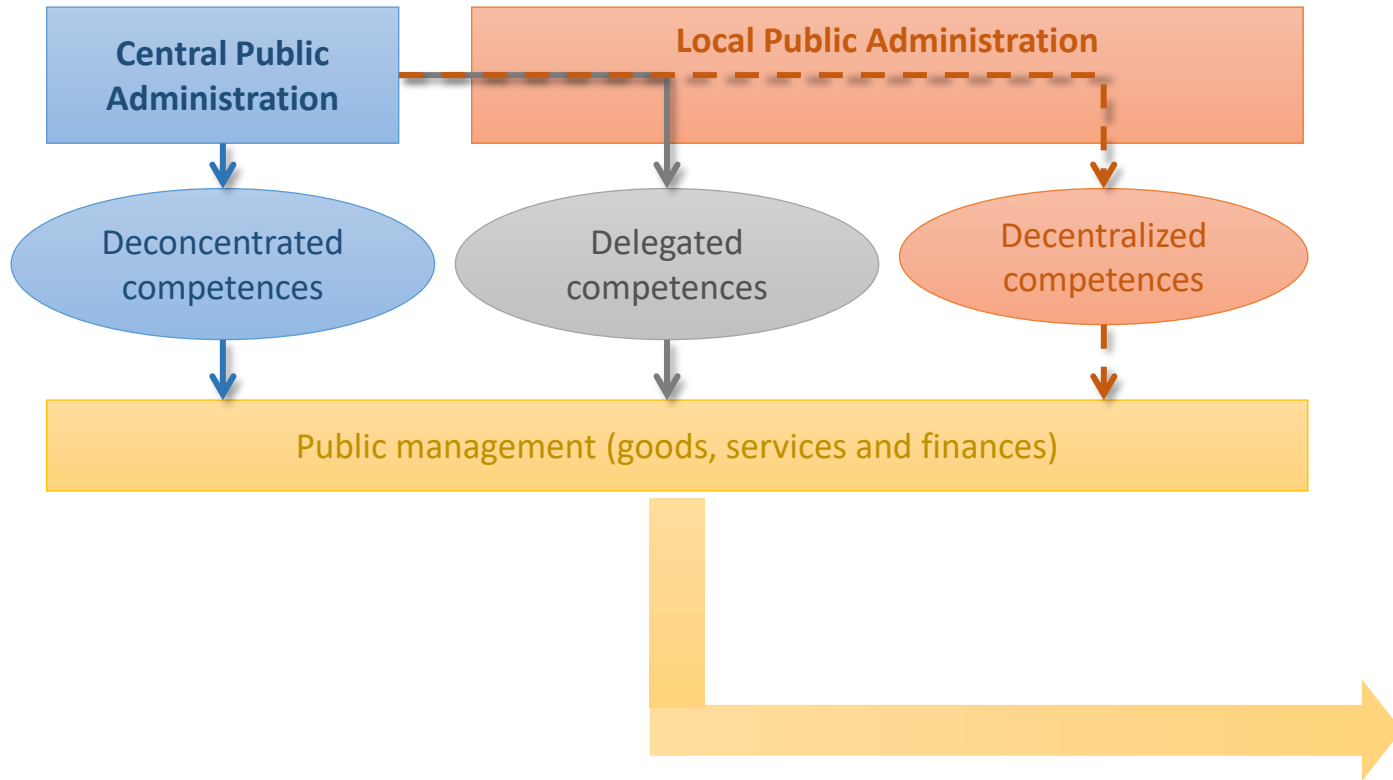 Central Public
Administration
Local Public Administration
Deconcentrated
competences
Delegated
competences
Decentralized
competences
Public management (goods, services and finances)